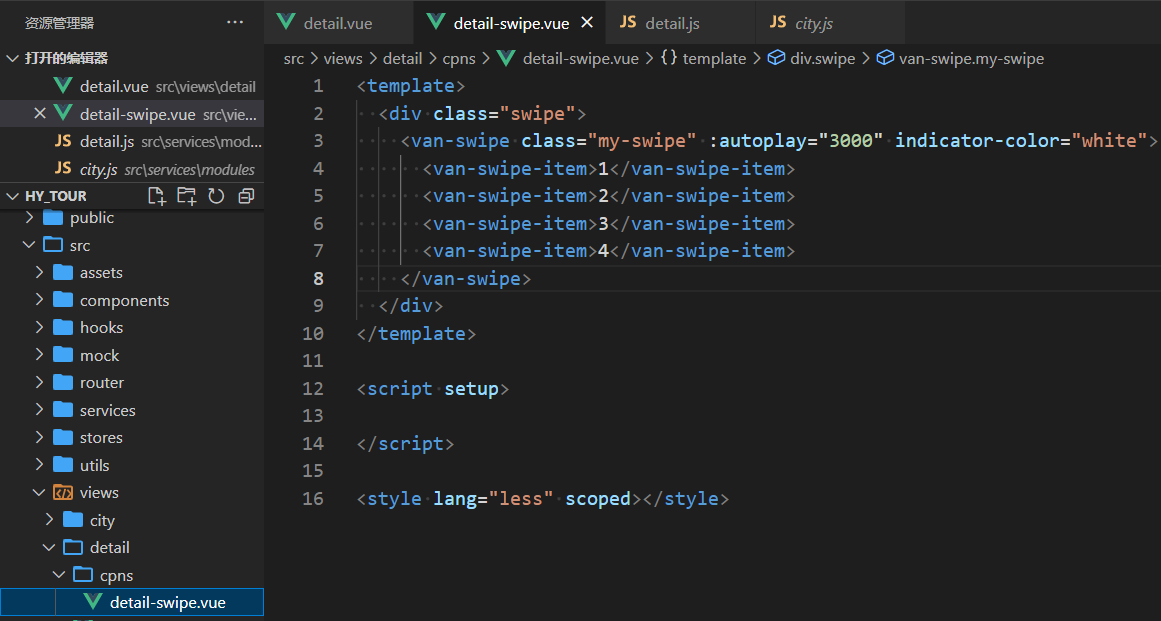 资源管理器 ···
打开的编辑器
detail.vue src\views\detail
detail-swipe.vue src\vie...
JS detail.js src\services\mod...
JS city.js src\services\modules
HY_TOUR
public
src
assets
components
hooks
mock
router
services
stores
utils
views
city
detail
cpns
detail-swipe.vue
detail.vue detail-swipe.vue JS detail.js JS city.js
src > views > detail > cpns > detail-swipe.vue > {} template > div.swipe > van-swipe.my-swipe
1 <template>
2 <div class="swipe">
3 <van-swipe class="my-swipe" :autoplay="3000" indicator-color="white">
4 <van-swipe-item>1</van-swipe-item>
5 <van-swipe-item>2</van-swipe-item>
6 <van-swipe-item>3</van-swipe-item>
7 <van-swipe-item>4</van-swipe-item>
8 </van-swipe>
9 </div>
10 </template>
11
12 <script setup>
13
14 </script>
15
16 <style lang="less" scoped></style>